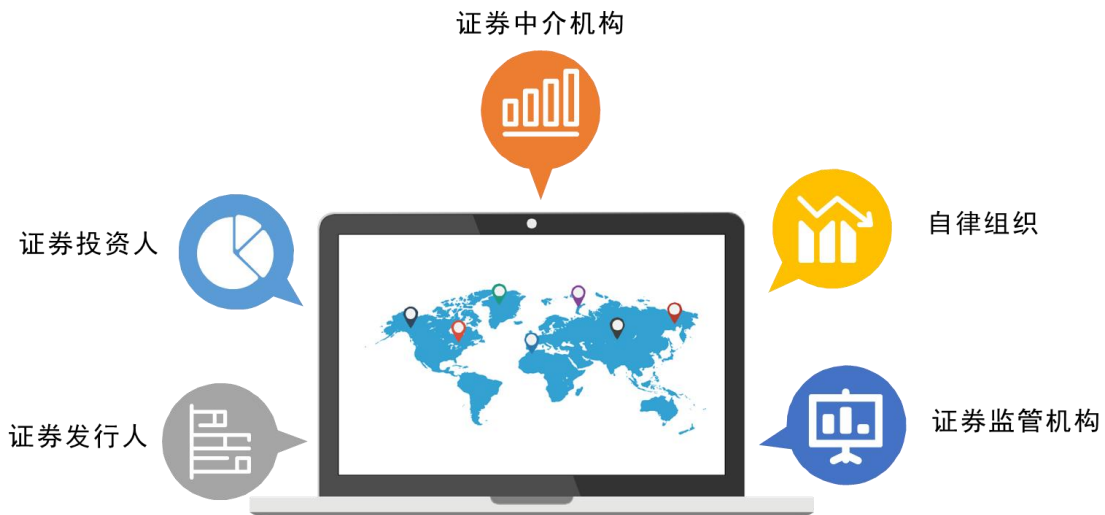 证券中介机构
证券投资人
自律组织
证券发行人
证券监管机构